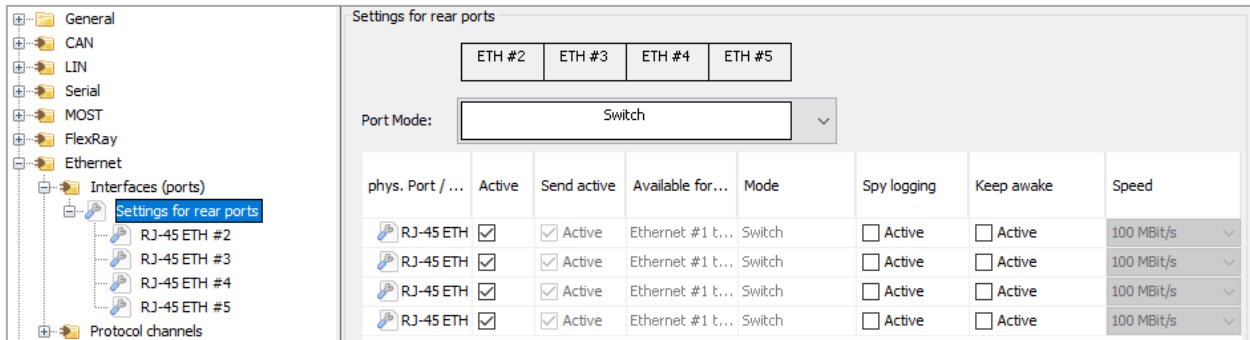 General
CAN
LIN
Serial
MOST
FlexRay
Ethernet
Interfaces (ports)
Settings for rear ports
RJ-45 ETH #2
RJ-45 ETH #3
RJ-45 ETH #4
RJ-45 ETH #5
Protocol channels
Settings for rear ports
ETH #2 ETH #3 ETH #4 ETH #5
Port Mode: Switch
phys. Port / ... Active Send active Available for... Mode Spy logging Keep awake Speed
RJ-45 ETH Active Ethernet #1 t... Switch Active Active 100 MBit/s
RJ-45 ETH Active Ethernet #1 t... Switch Active Active 100 MBit/s
RJ-45 ETH Active Ethernet #1 t... Switch Active Active 100 MBit/s
RJ-45 ETH Active Ethernet #1 t... Switch Active Active 100 MBit/s